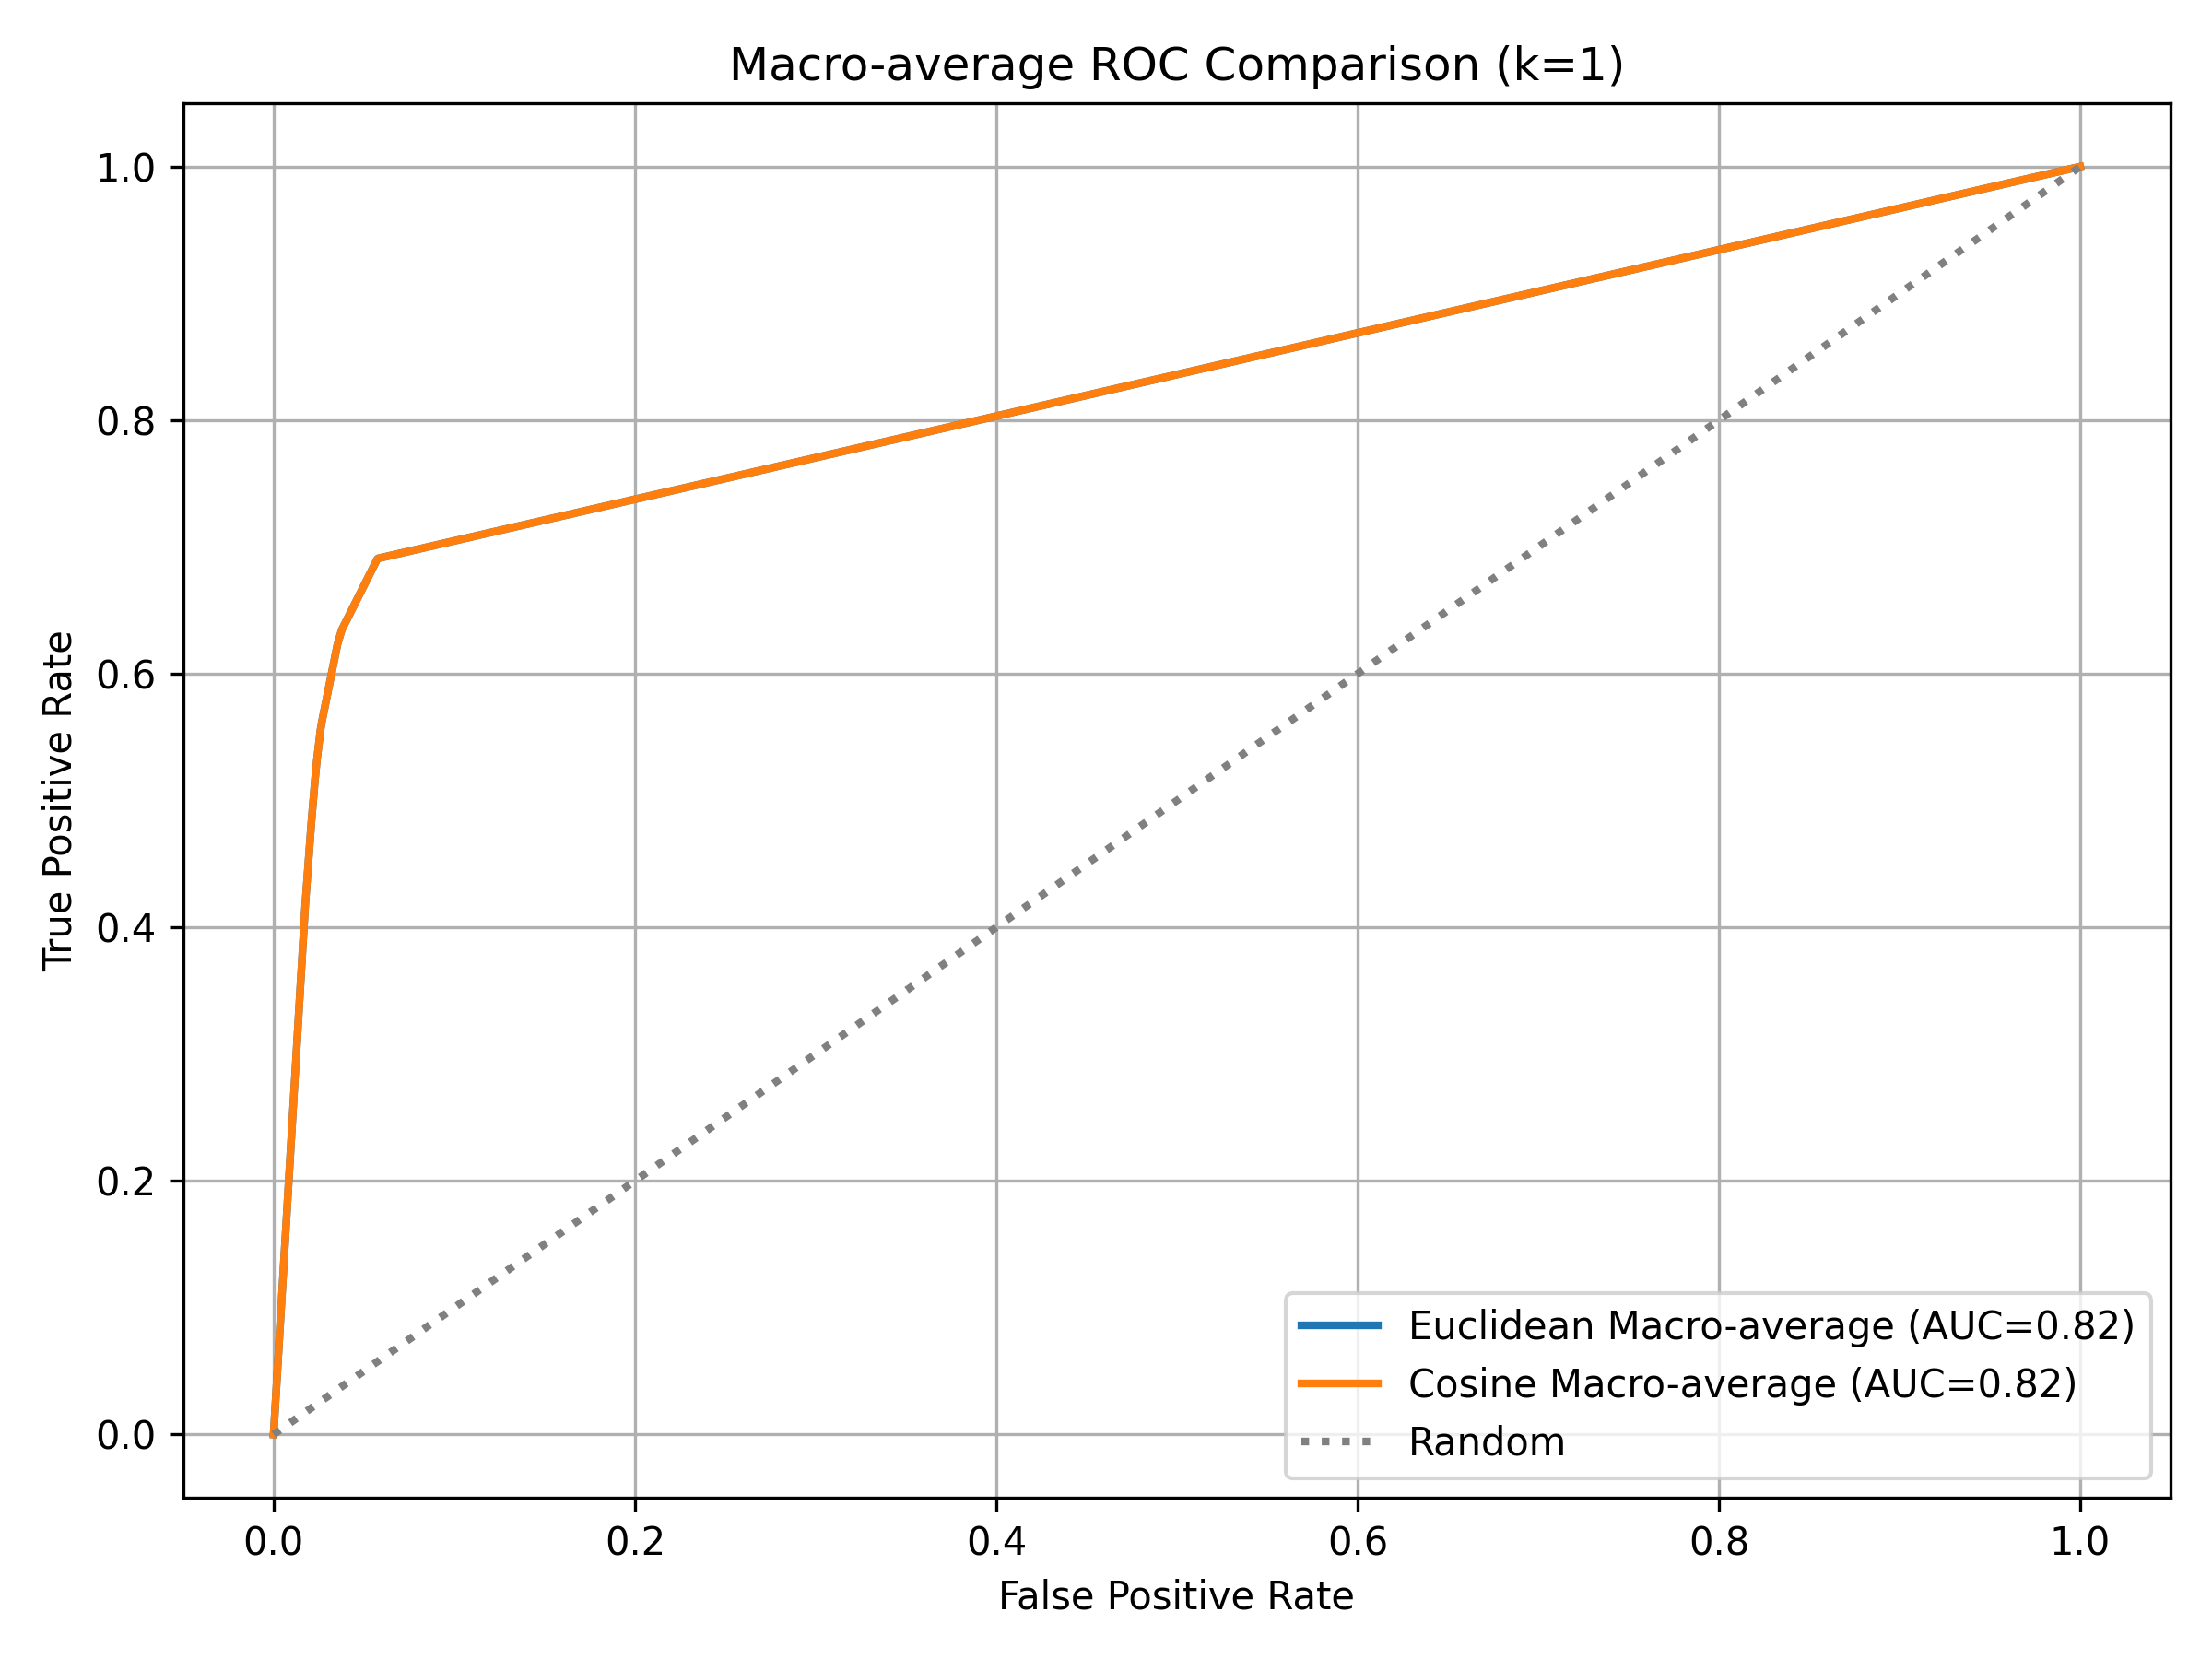 Macro-average ROC Comparison (k=1)
True Positive Rate
1.0
0.8
0.6
0.4
0.2
0.0
Euclidean Macro-average (AUC=0.82)
Cosine Macro-average (AUC=0.82)
Random
0.0 0.2 0.4 0.6 0.8 1.0
False Positive Rate